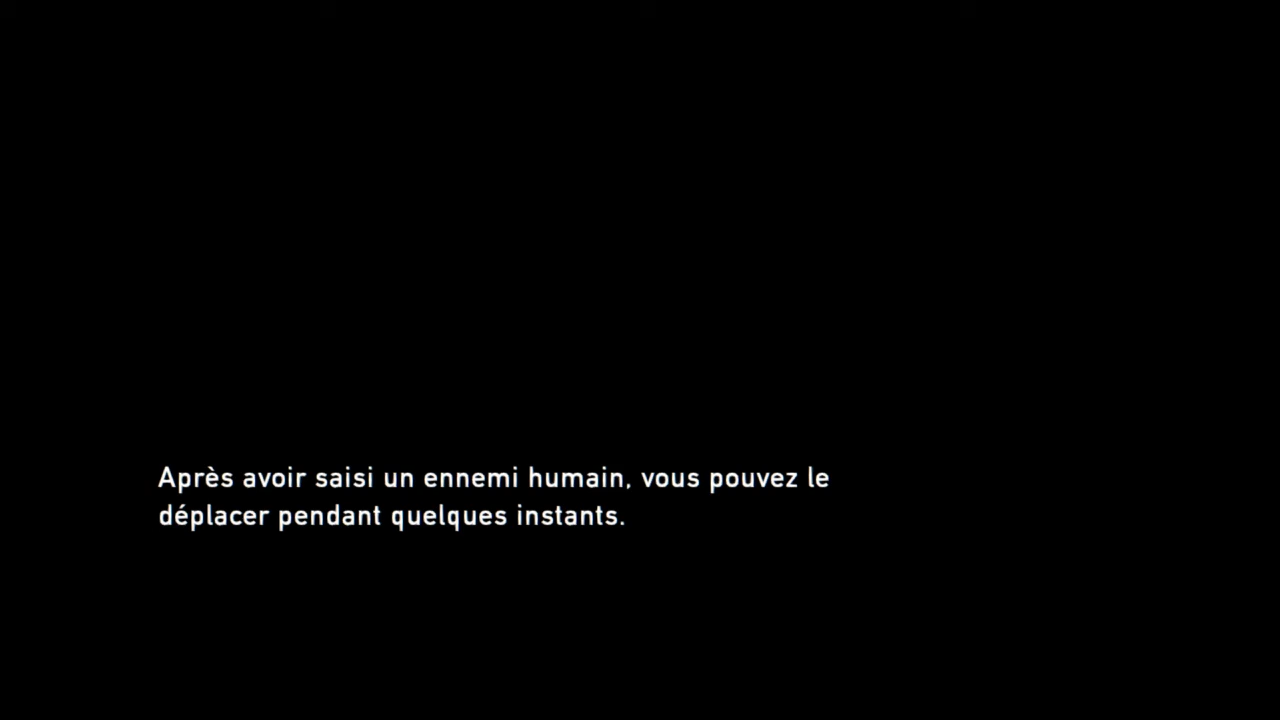 Après avoir saisi un ennemi humain, vous pouvez le
déplacer pendant quelques instants.